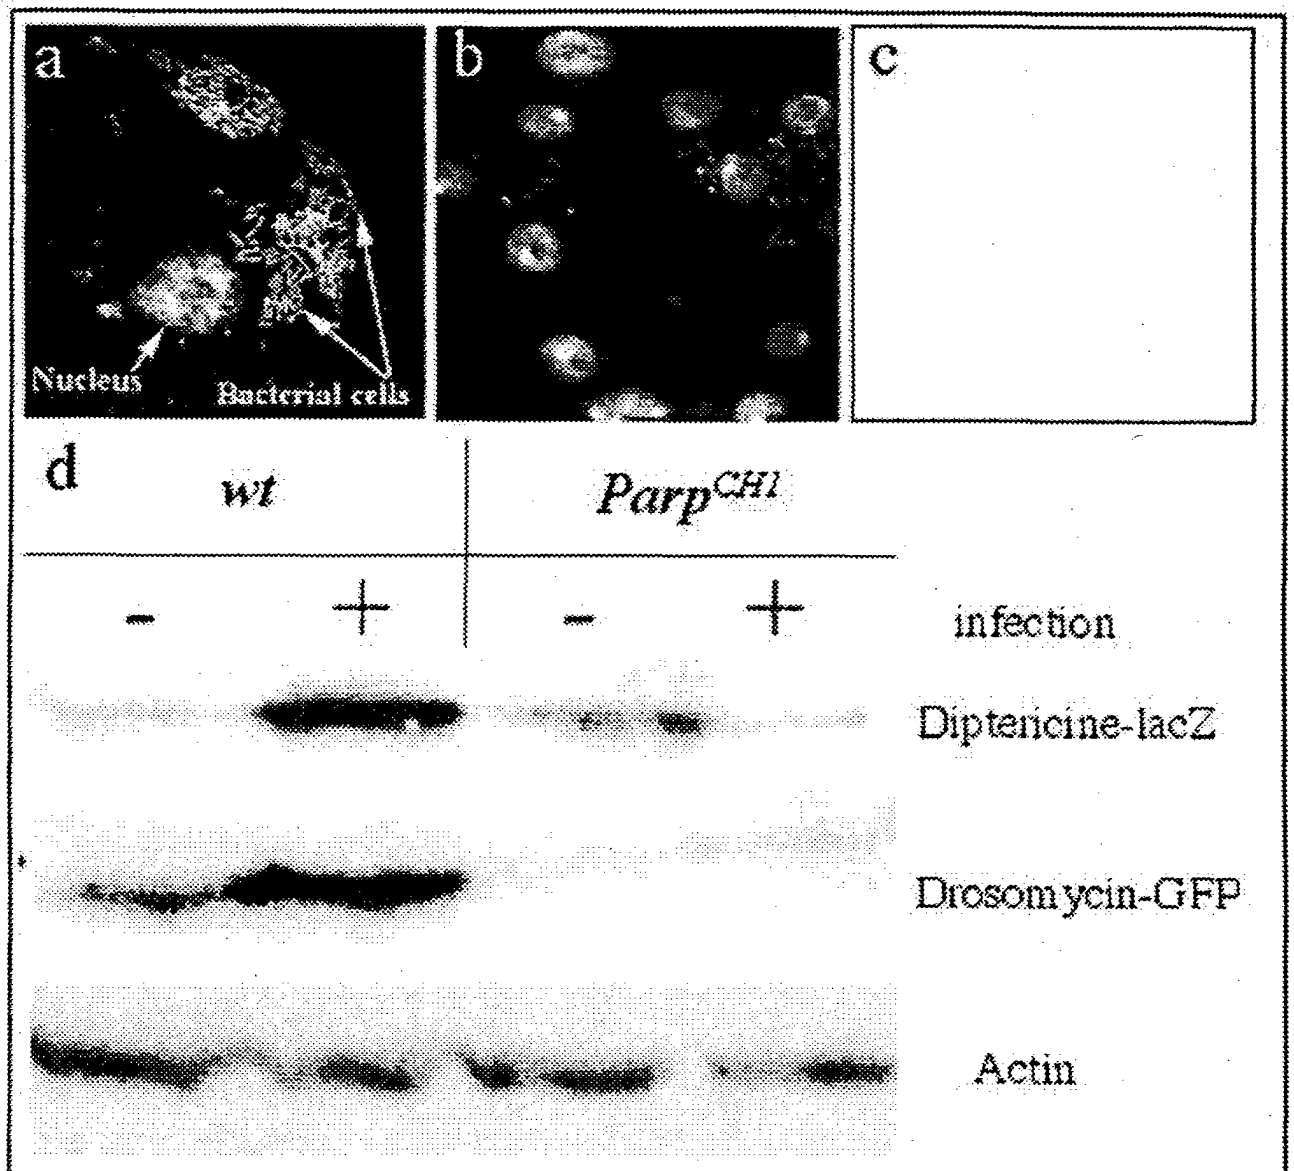 a
b
c
Nucleus
Bacterial cells
d
wt
Parp^CH1
-
+
-
+
infection
Diptericine-lacZ
Drosomycin-GFP
Actin